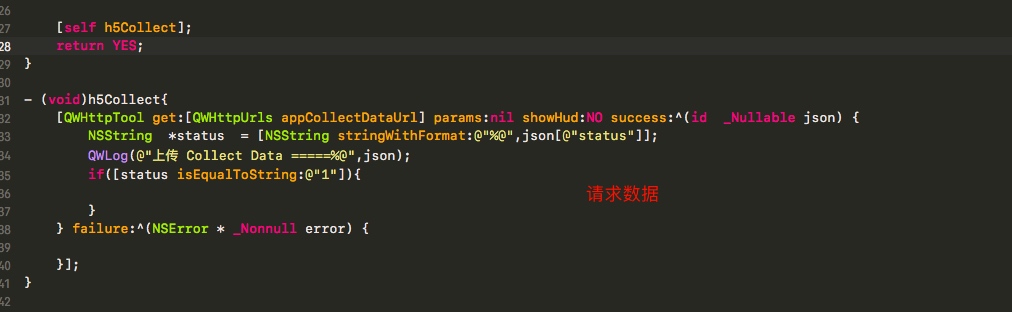 26
27 [self h5Collect];
28 return YES;
29 }
30
31 - (void)h5Collect{
32 [QWHttpTool get:[QWHttpUrls appCollectDataUrl] params:nil showHud:NO success:^(id _Nullable json) {
33 NSString *status = [NSString stringWithFormat:@"%@",json[@"status"]];
34 QWLog(@"上传 Collect Data =====%@",json);
35 if([status isEqualToString:@"1"]){
36 请求数据
37 }
38 } failure:^(NSError * _Nonnull error) {
39
40 }];
41 }
42